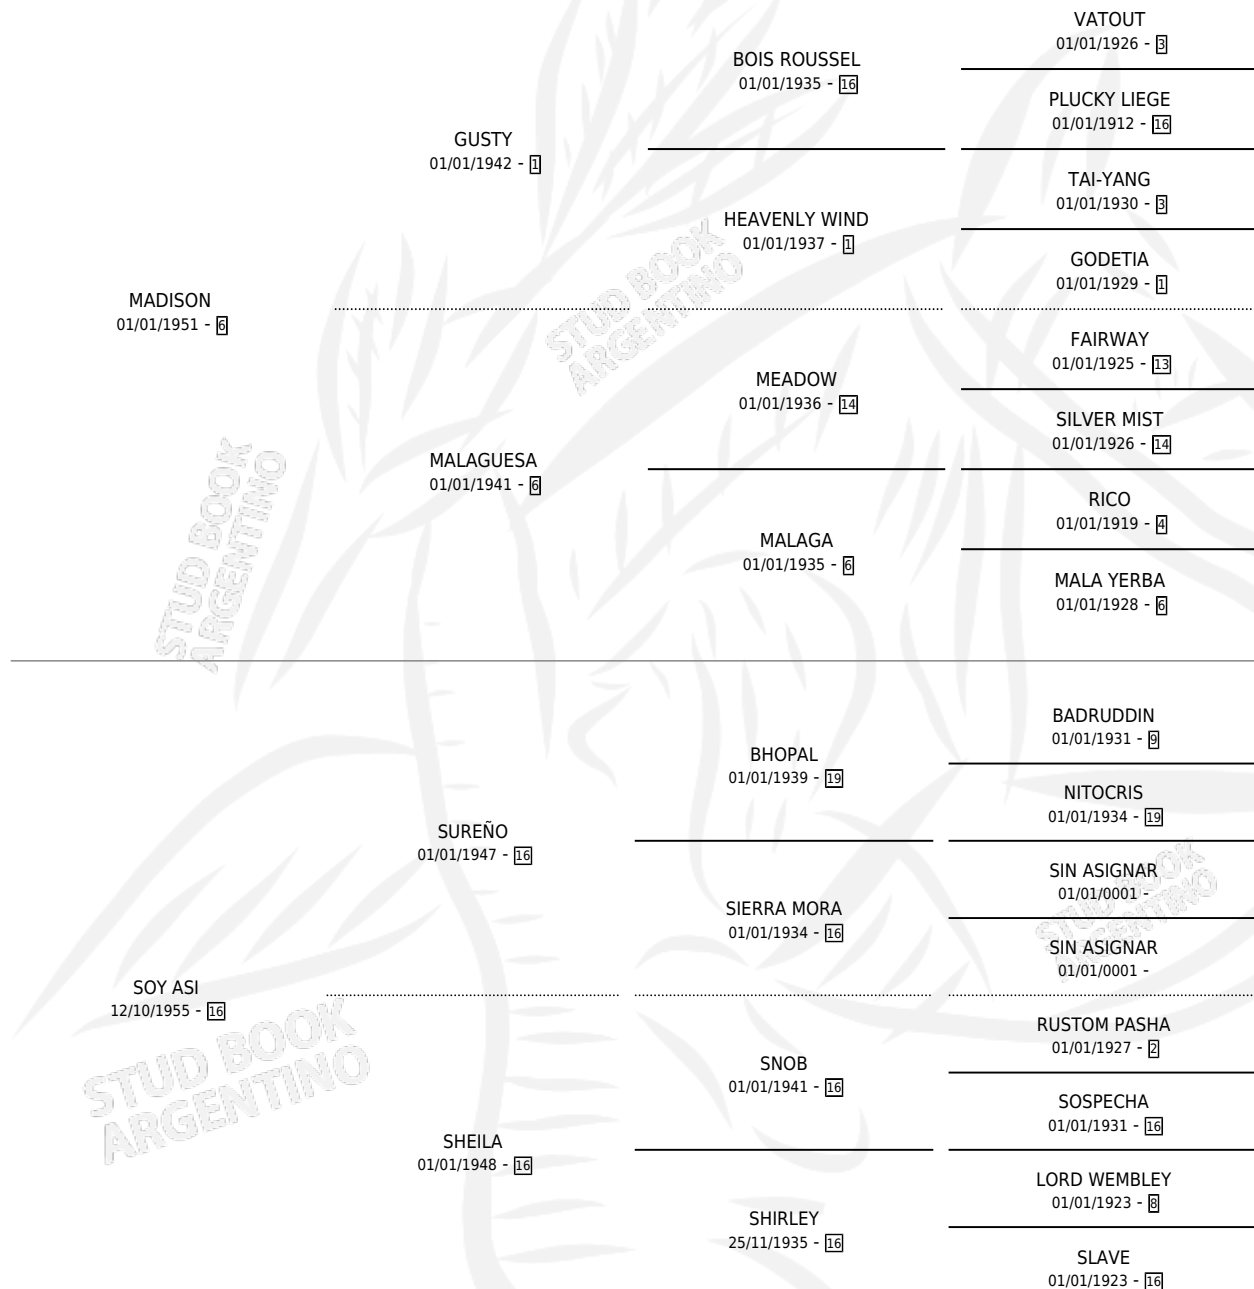 MADISON
01/01/1951 - 6
GUSTY
01/01/1942 - 1
BOIS ROUSSEL
01/01/1935 - 16
VATOUT
01/01/1926 - 3
PLUCKY LIEGE
01/01/1912 - 16
HEAVENLY WIND
01/01/1937 - 1
TAI-YANG
01/01/1930 - 3
GODETIA
01/01/1929 - 1
MALAGUESA
01/01/1941 - 6
MEADOW
01/01/1936 - 14
FAIRWAY
01/01/1925 - 13
SILVER MIST
01/01/1926 - 14
MALAGA
01/01/1935 - 6
RICO
01/01/1919 - 4
MALA YERBA
01/01/1928 - 6
SOY ASI
12/10/1955 - 16
SUREÑO
01/01/1947 - 16
BHOPAL
01/01/1939 - 19
BADRUDDIN
01/01/1931 - 9
NITOCRIS
01/01/1934 - 19
SIERRA MORA
01/01/1934 - 16
SIN ASIGNAR
01/01/0001 -
SIN ASIGNAR
01/01/0001 -
SHEILA
01/01/1948 - 16
SNOB
01/01/1941 - 16
RUSTOM PASHA
01/01/1927 - 2
SOSPECHA
01/01/1931 - 16
SHIRLEY
25/11/1935 - 16
LORD WEMBLEY
01/01/1923 - 8
SLAVE
01/01/1923 - 16
STUD BOOK
ARGENTINO
STUD BOOK
ARGENTINO
STUD BOOK
ARGENTINO
STUD BOOK
ARGENTINO